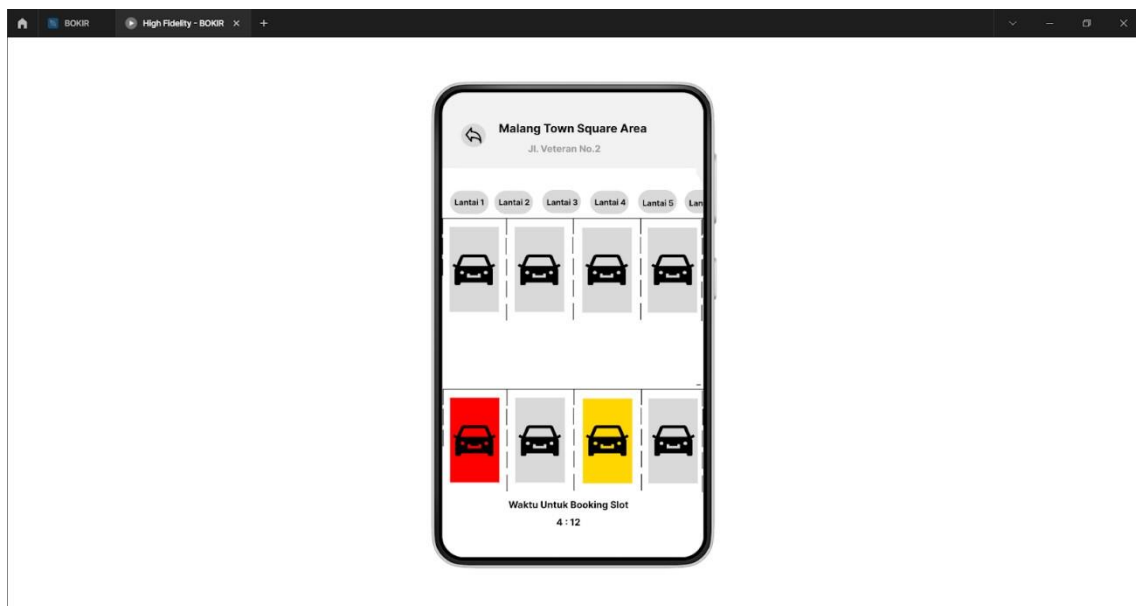 BOKIR
High Fidelity - BOKIR
Malang Town Square Area
Jl. Veteran No.2
Lantai 1 Lantai 2 Lantai 3 Lantai 4 Lantai 5 Lan
Waktu Untuk Booking Slot
4 : 12